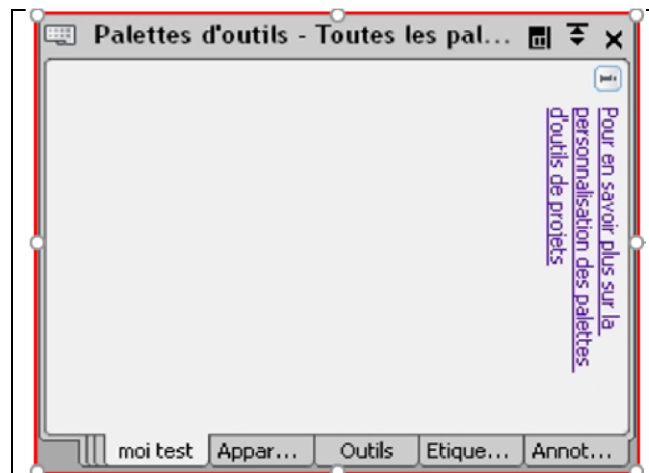 Palettes d'outils - Toutes les pal...
Pour en savoir plus sur la
personnalisation des palettes
d'outils de projets
moi test
Appar...
Outils
Etique...
Annot...